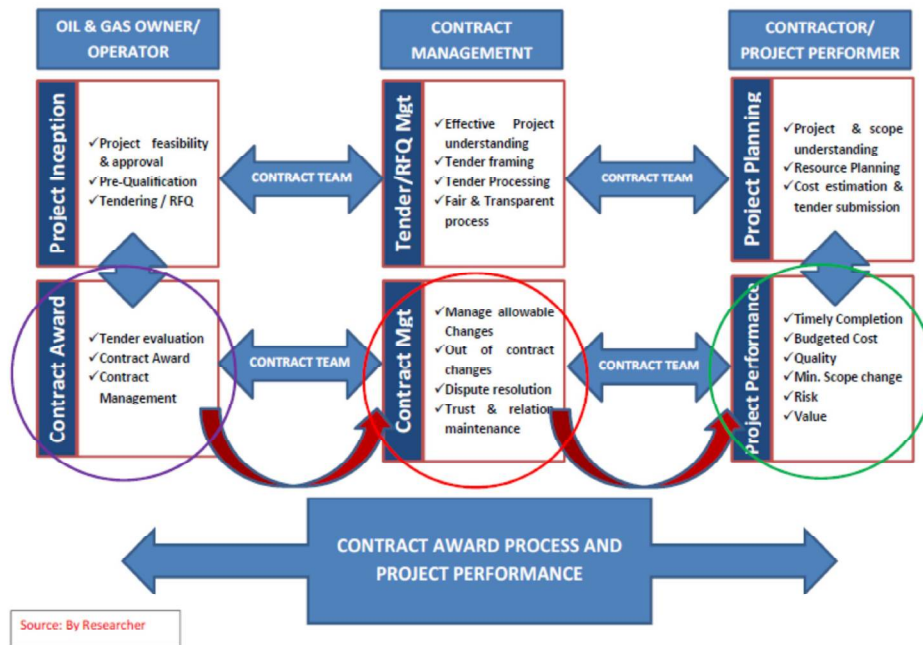 OIL & GAS OWNER/
OPERATOR
CONTRACT
MANAGEMETNT
CONTRACTOR/
PROJECT PERFORMER
Project Inception
✓Project feasibility
& approval
✓Pre-Qualification
✓Tendering / RFQ
CONTRACT TEAM
Tender/RFQ Mgt
✓Effective Project
understanding
✓Tender framing
✓Tender Processing
✓Fair & Transparent
process
CONTRACT TEAM
Project Planning
✓Project & scope
understanding
✓Resource Planning
✓Cost estimation &
tender submission
Contract Award
✓Tender evaluation
✓Contract Award
✓Contract
Management
CONTRACT TEAM
Contract Mgt
✓Manage allowable
Changes
✓Out of contract
changes
✓Dispute resolution
✓Trust & relation
maintenance
CONTRACT TEAM
Project Performance
✓Timely Completion
✓Budgeted Cost
✓Quality
✓Min. Scope change
✓Risk
✓Value
CONTRACT AWARD PROCESS AND
PROJECT PERFORMANCE
Source: By Researcher